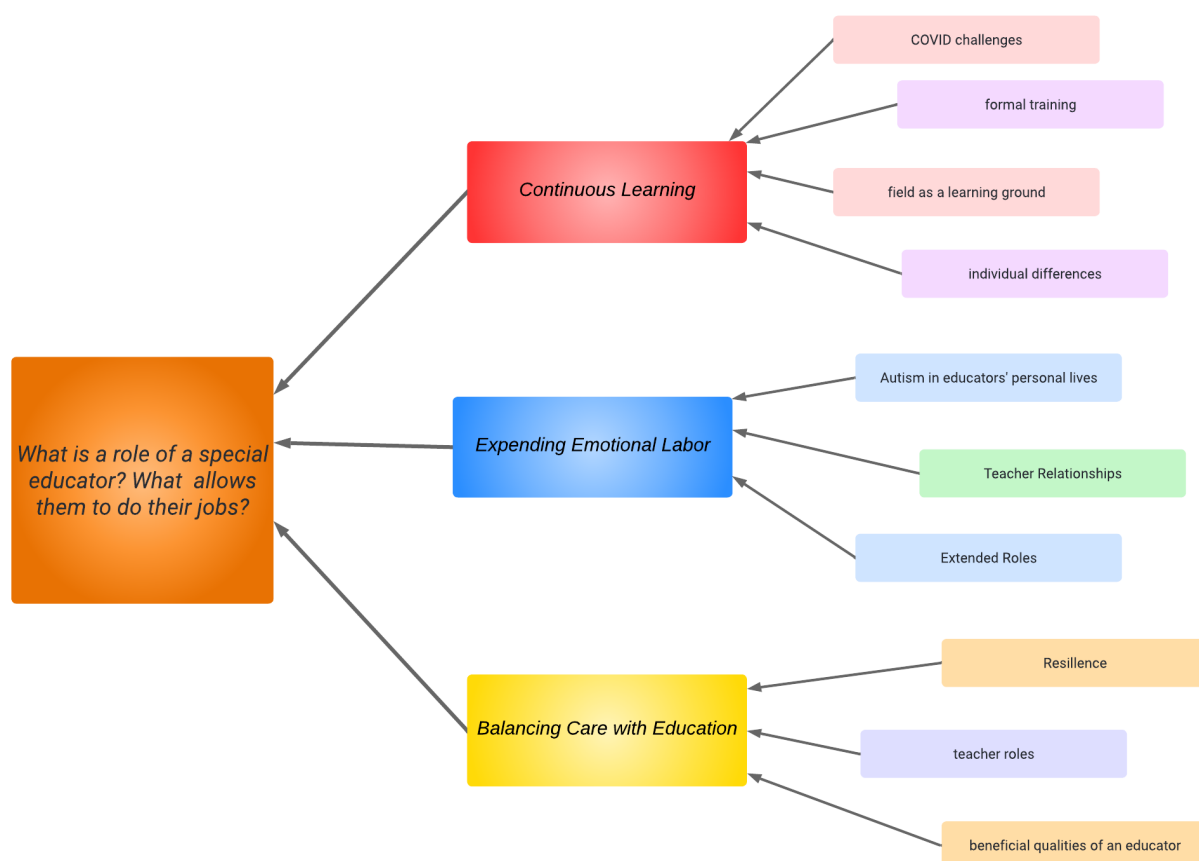 COVID challenges
formal training
Continuous Learning
field as a learning ground
individual differences
What is a role of a special
educator? What  allows
them to do their jobs?
Autism in educators' personal lives
Expending Emotional Labor
Teacher Relationships
Extended Roles
Resillence
Balancing Care with Education
teacher roles
beneficial qualities of an educator